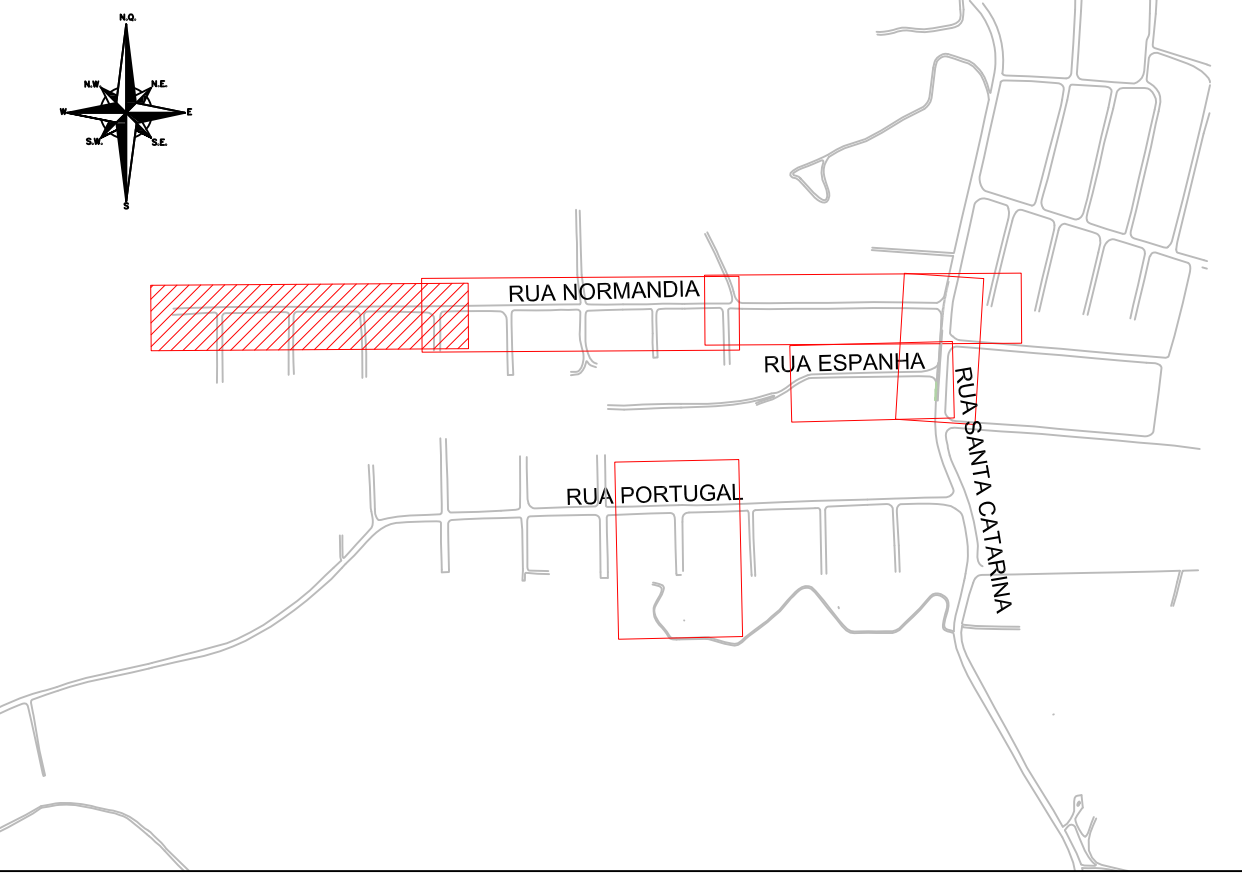 N.Q.
N.W.
N.E.
W
E
S.W.
S.E.
S
RUA NORMANDIA
RUA ESPANHA
RUA SANTA CATARINA
RUA PORTUGAL